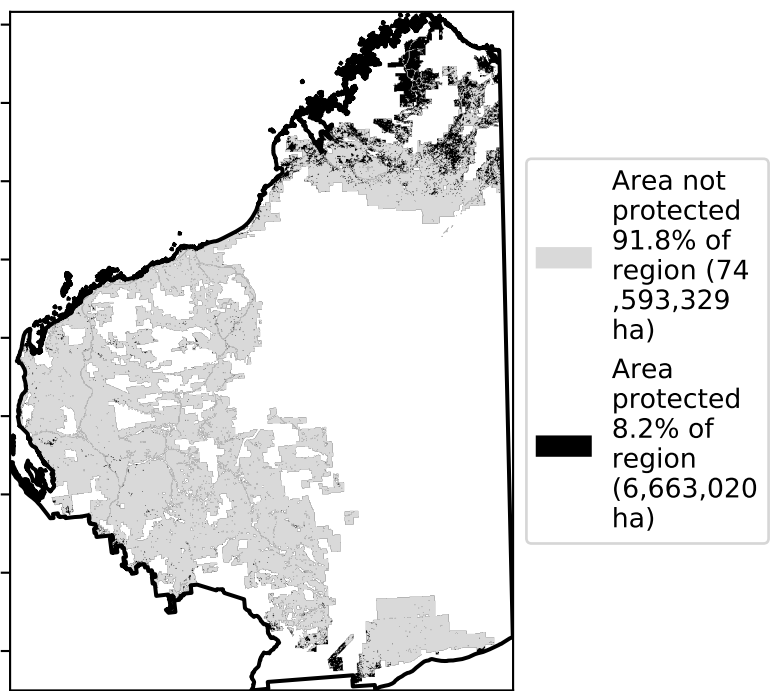 Area not
protected
91.8% of
region (74
,593,329
ha)
Area
protected
8.2% of
region
(6,663,020
ha)